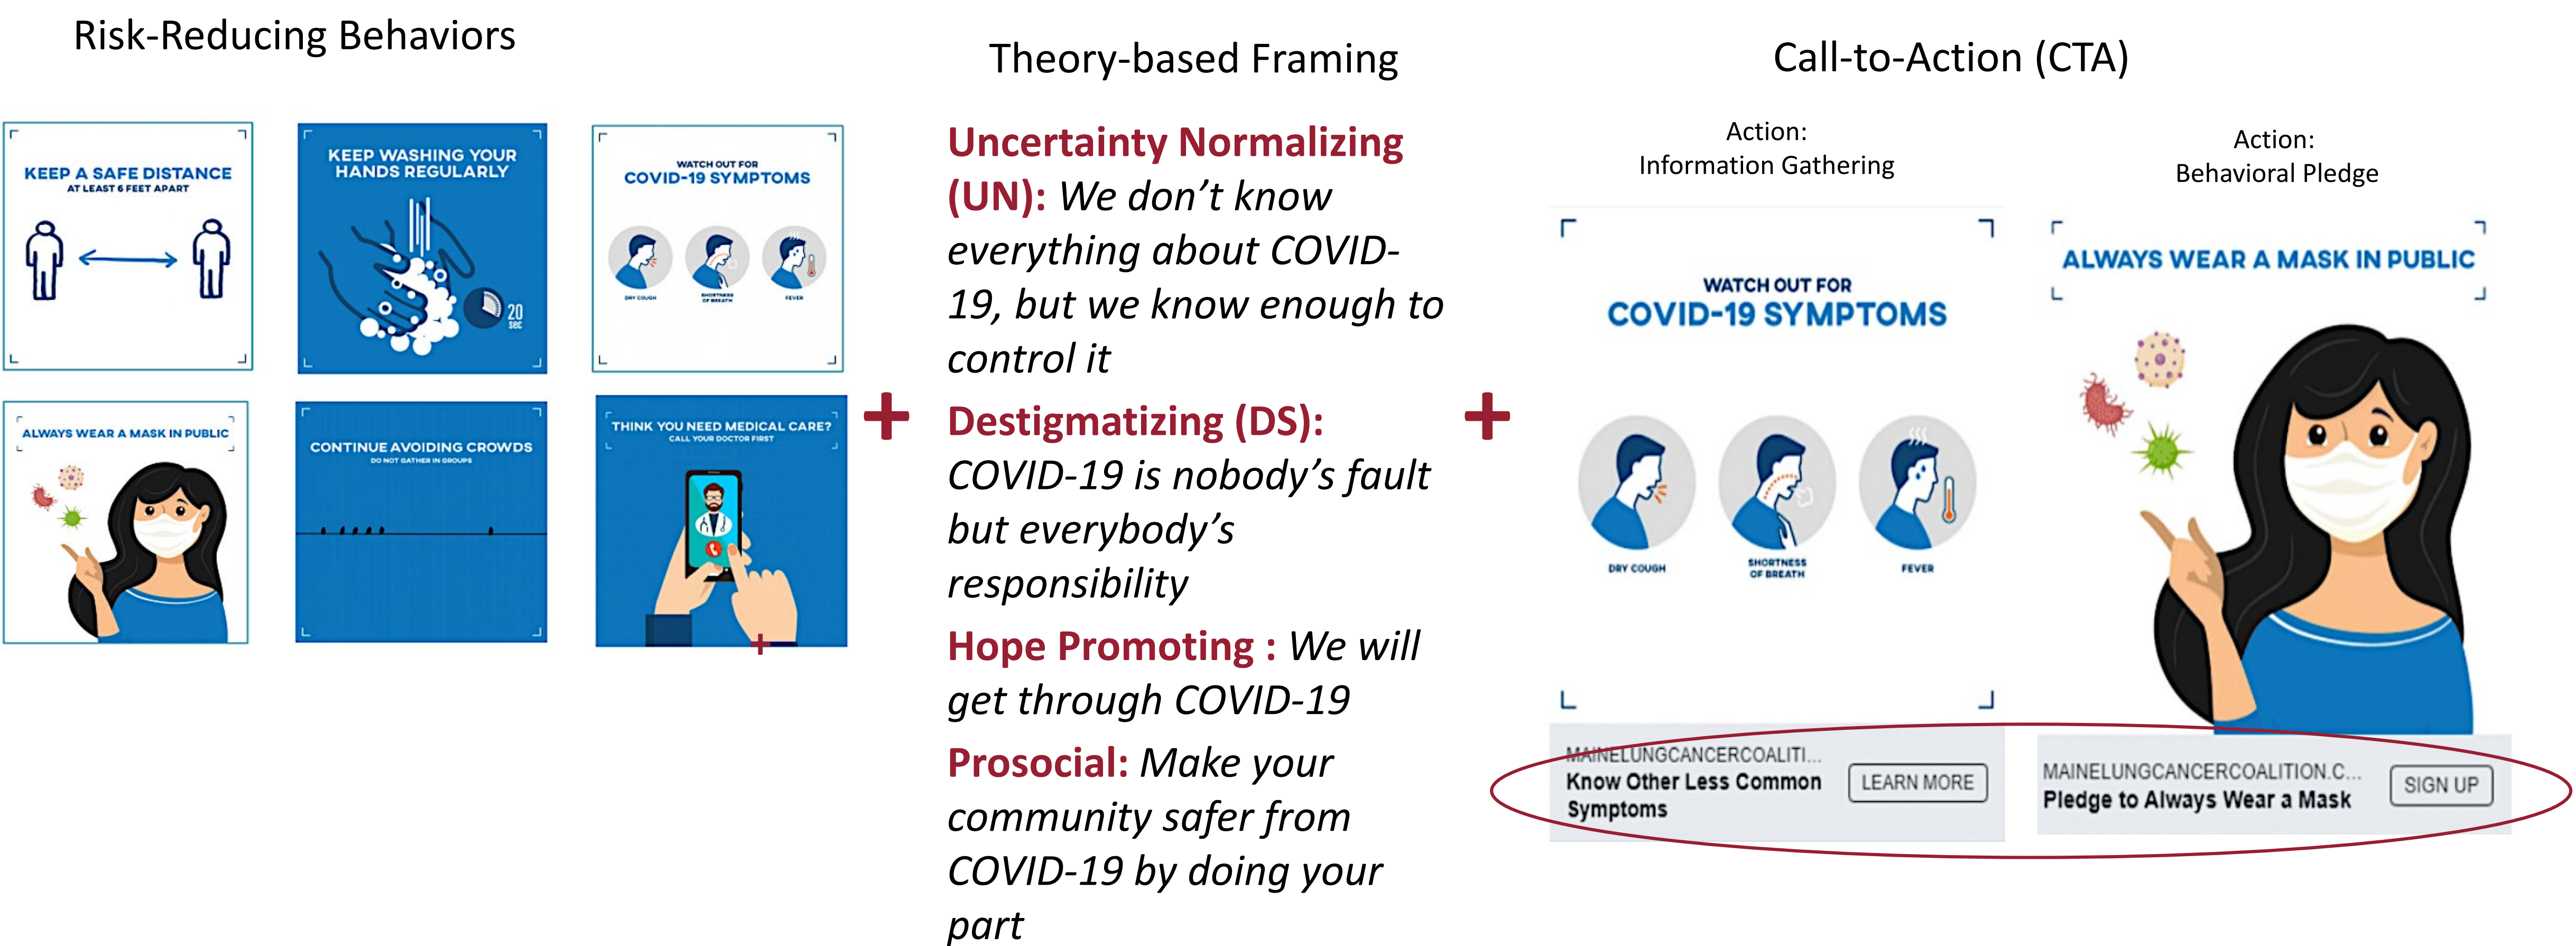 Risk-Reducing Behaviors
KEEP A SAFE DISTANCE
AT LEAST 6 FEET APART
KEEP WASHING YOUR
HANDS REGULARLY
20
sec
WATCH OUT FOR
COVID-19 SYMPTOMS
DRY COUGH
SHORTNESS
OF BREATH
FEVER
ALWAYS WEAR A MASK IN PUBLIC
CONTINUE AVOIDING CROWDS
DO NOT GATHER IN GROUPS
THINK YOU NEED MEDICAL CARE?
CALL YOUR DOCTOR FIRST
+
+
Theory-based Framing
Uncertainty Normalizing
(UN): We don’t know
everything about COVID-
19, but we know enough to
control it
Destigmatizing (DS):
COVID-19 is nobody’s fault
but everybody’s
responsibility
Hope Promoting : We will
get through COVID-19
Prosocial: Make your
community safer from
COVID-19 by doing your
part
+
Call-to-Action (CTA)
Action:
Information Gathering
WATCH OUT FOR
COVID-19 SYMPTOMS
DRY COUGH
SHORTNESS
OF BREATH
FEVER
MAINELUNGCANCERCOALITI...
Know Other Less Common
Symptoms
LEARN MORE
Action:
Behavioral Pledge
ALWAYS WEAR A MASK IN PUBLIC
MAINELUNGCANCERCOALITION.C...
Pledge to Always Wear a Mask
SIGN UP